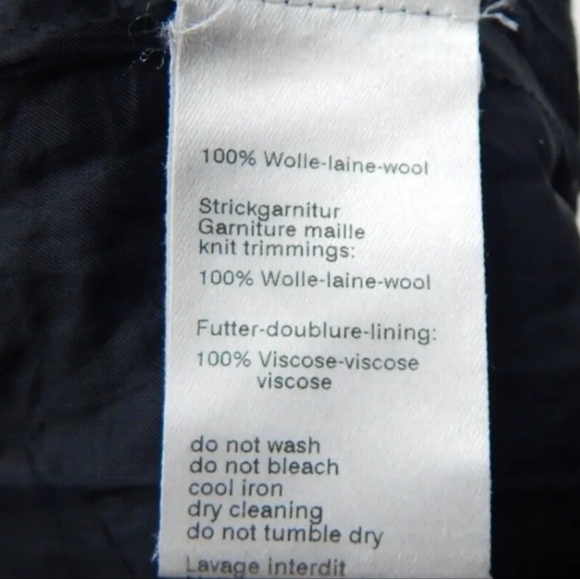 100% Wolle-laine-wool
Strickgarnitur
Garniture maille
knit trimmings:
100% Wolle-laine-wool
Futter-doublure-lining:
100% Viscose-viscose
viscose
do not wash
do not bleach
cool iron
dry cleaning
do not tumble dry
Lavage interdit